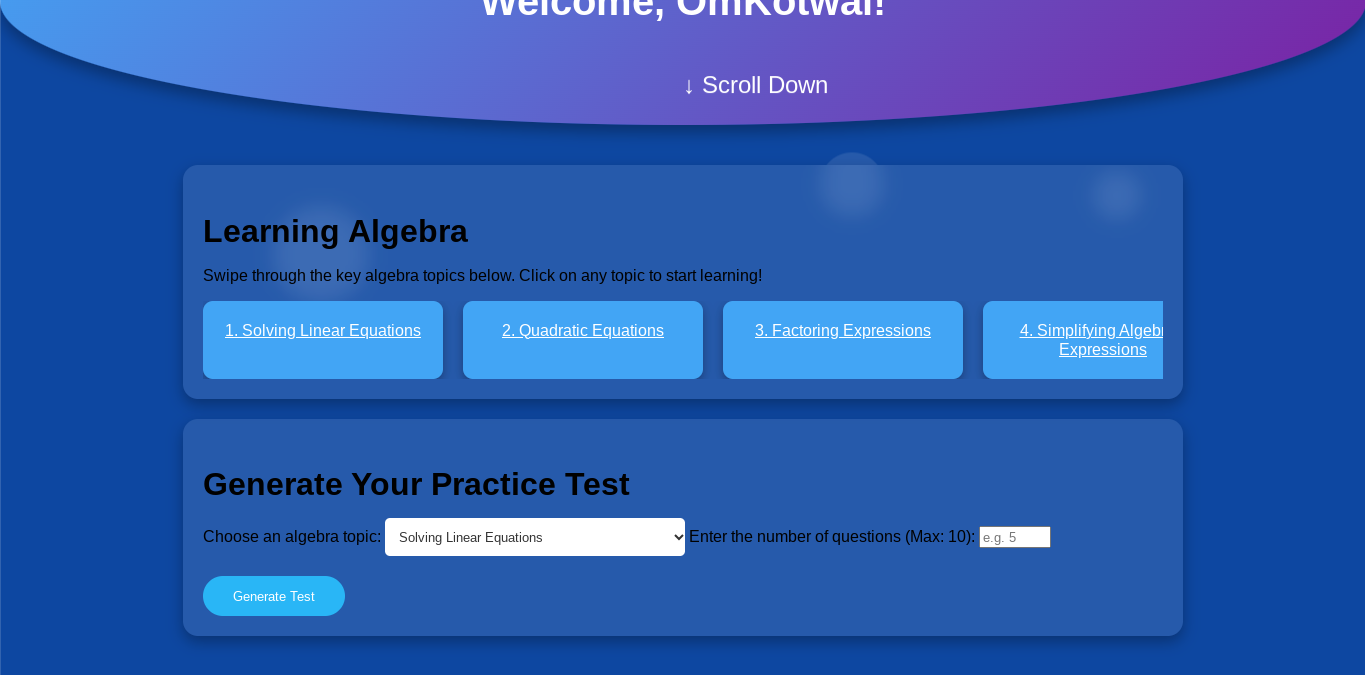 Welcome, OmKotwal!
↓ Scroll Down
Learning Algebra
Swipe through the key algebra topics below. Click on any topic to start learning!
1. Solving Linear Equations
2. Quadratic Equations
3. Factoring Expressions
4. Simplifying Algebr
Expressions
Generate Your Practice Test
Choose an algebra topic: Solving Linear Equations Enter the number of questions (Max: 10): e.g. 5
Generate Test